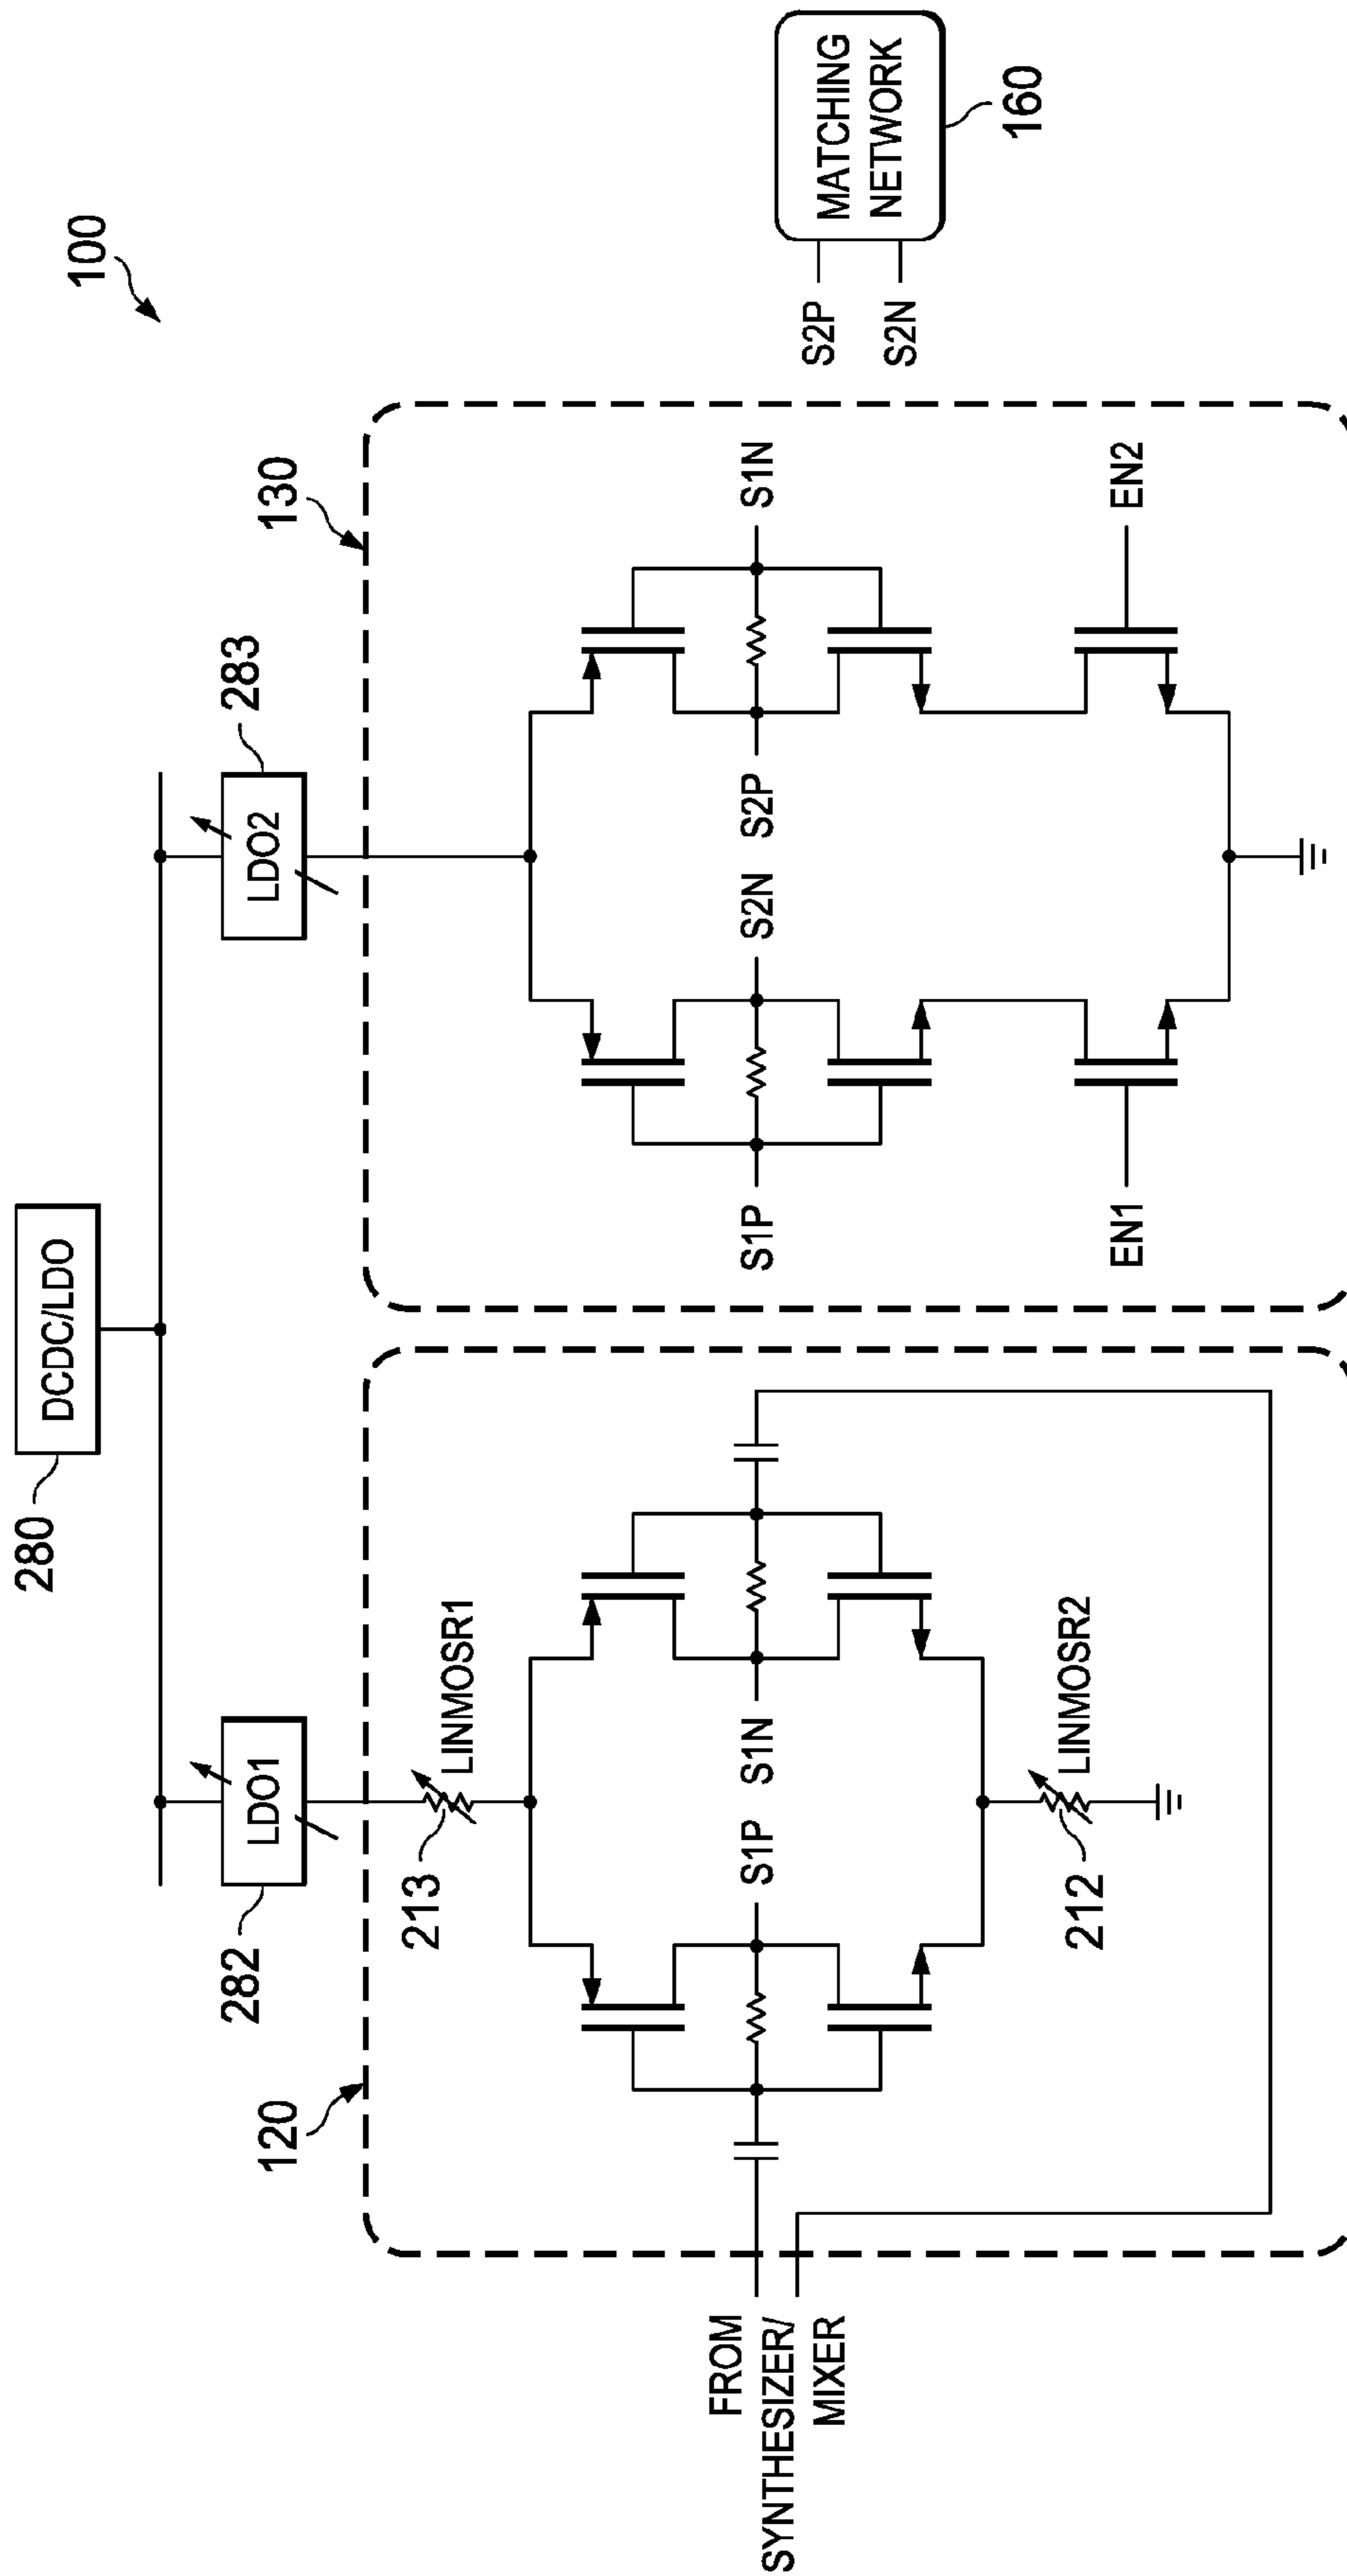 100
280
DCDC/LDO
282
LDO1
LDO2
283
120
130
213
LINMOSR1
FROM
SYNTHESIZER/
MIXER
S1P
S1N
S1P
S2N
S2P
S1N
S2P
S2N
MATCHING
NETWORK
160
212
LINMOSR2
EN1
EN2